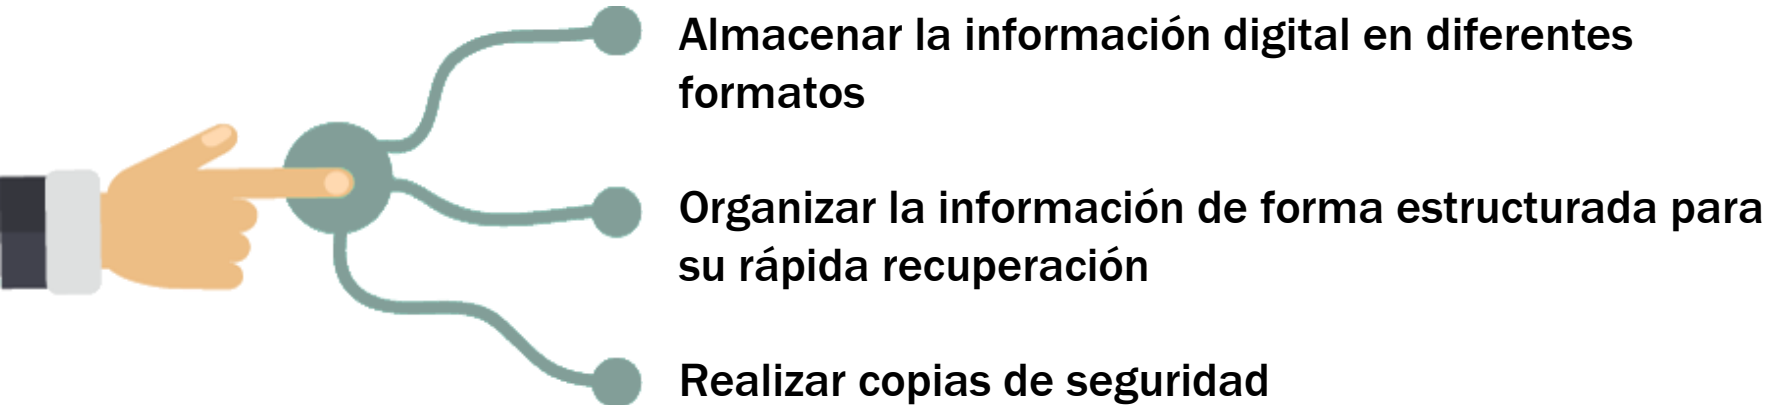 Almacenar la información digital en diferentes
formatos
Organizar la información de forma estructurada para
su rápida recuperación
Realizar copias de seguridad